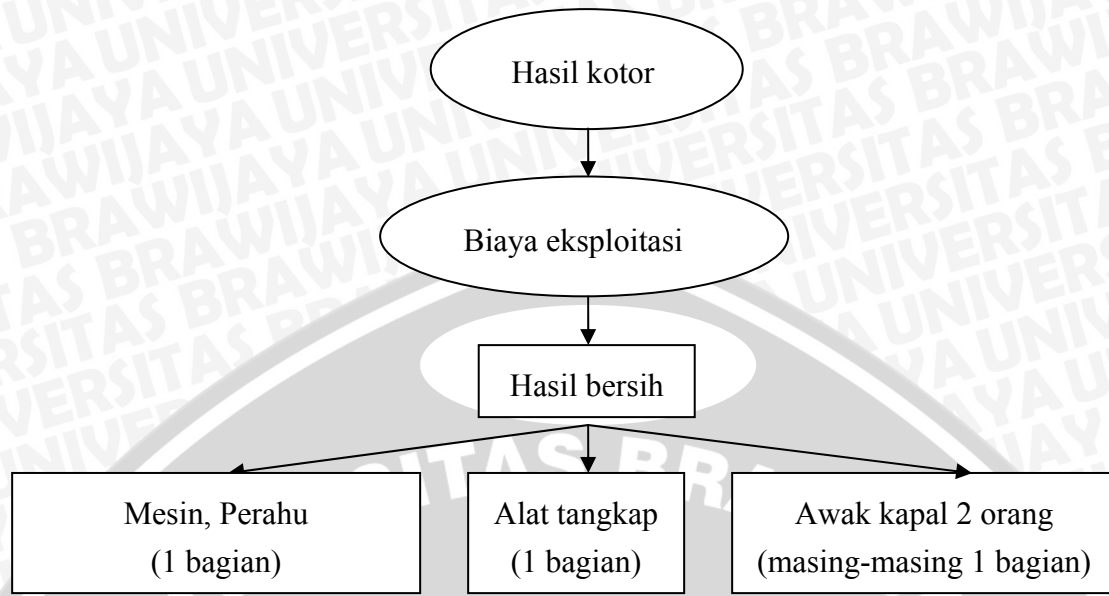 Hasil kotor
Biaya eksploitasi
Hasil bersih
Mesin, Perahu
(1 bagian)
Alat tangkap
(1 bagian)
Awak kapal 2 orang
(masing-masing 1 bagian)